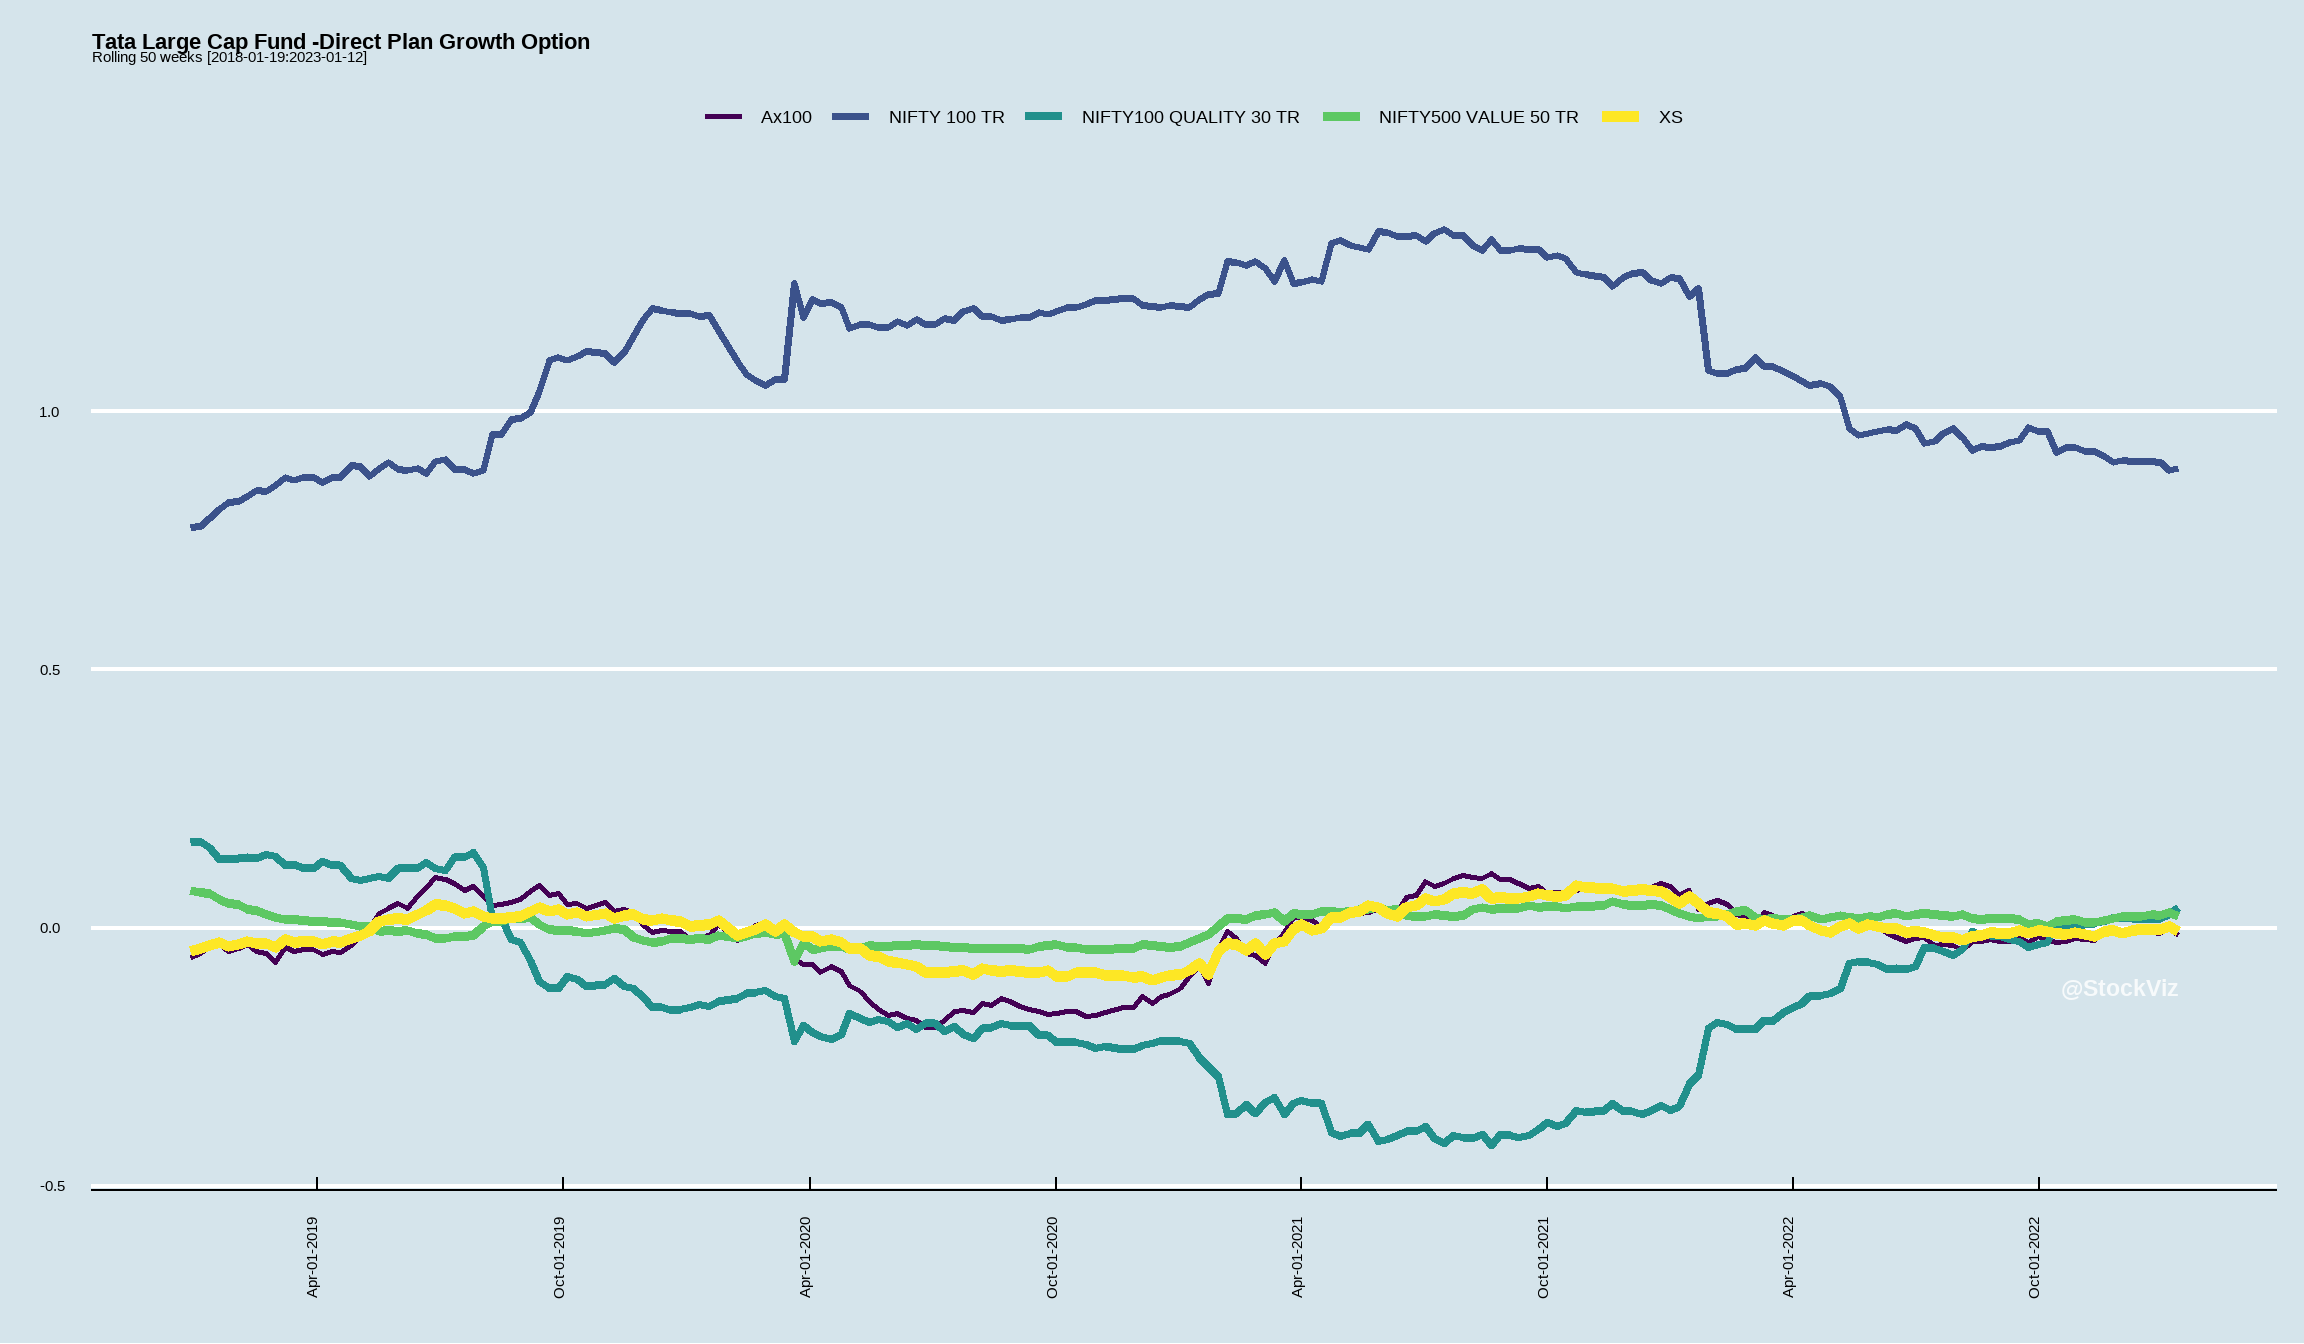 Tata Large Cap Fund -Direct Plan Growth Option
Rolling 50 weeks [2018-01-19:2023-01-12]
Ax100 NIFTY 100 TR NIFTY100 QUALITY 30 TR NIFTY500 VALUE 50 TR XS
1.0
0.5
0.0
-0.5
@StockViz
Apr-01-2019 Oct-01-2019 Apr-01-2020 Oct-01-2020 Apr-01-2021 Oct-01-2021 Apr-01-2022 Oct-01-2022